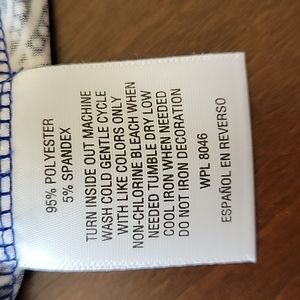 95% POLYESTER
5% SPANDEX
TURN INSIDE OUT MACHINE
WASH COLD GENTLE CYCLE
WITH LIKE COLORS ONLY
NON-CHLORINE BLEACH WHEN
NEEDED TUMBLE DRY LOW
COOL IRON WHEN NEEDED
DO NOT IRON DECORATION
WPL 8046
ESPAÑOL EN REVERSO